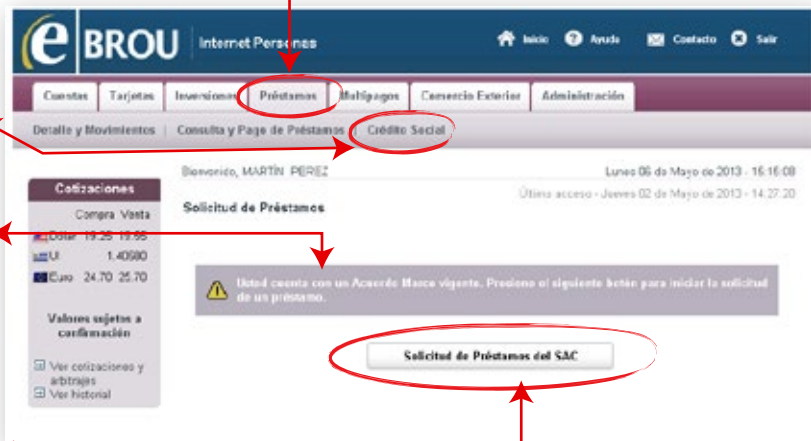 e BROU Internet Personas
Inicio Ayuda Contacto Salir
Cuentas Tarjetas Inversiones Préstamos Multipagos Comercio Exterior Administración
Detalle y Movimientos | Consulta y Pago de Préstamos | Crédito Social
Bienvenido, MARTÍN PEREZ
Lunes 06 de Mayo de 2013 - 16:16:08
Último acceso - Jueves 02 de Mayo de 2013 - 14:27:20
Solicitud de Préstamos
Cotizaciones
Compra Venta
Dólar 19.25
UI 1.40580
Euro 24.70 25.70
Valores sujetos a
confirmación
Ver cotizaciones y
arbitrajes
Ver historial
Usted cuenta con un Acuerdo Marco vigente. Presione el siguiente botón para iniciar la solicitud
de un préstamo.
Solicitud de Préstamos del SAC